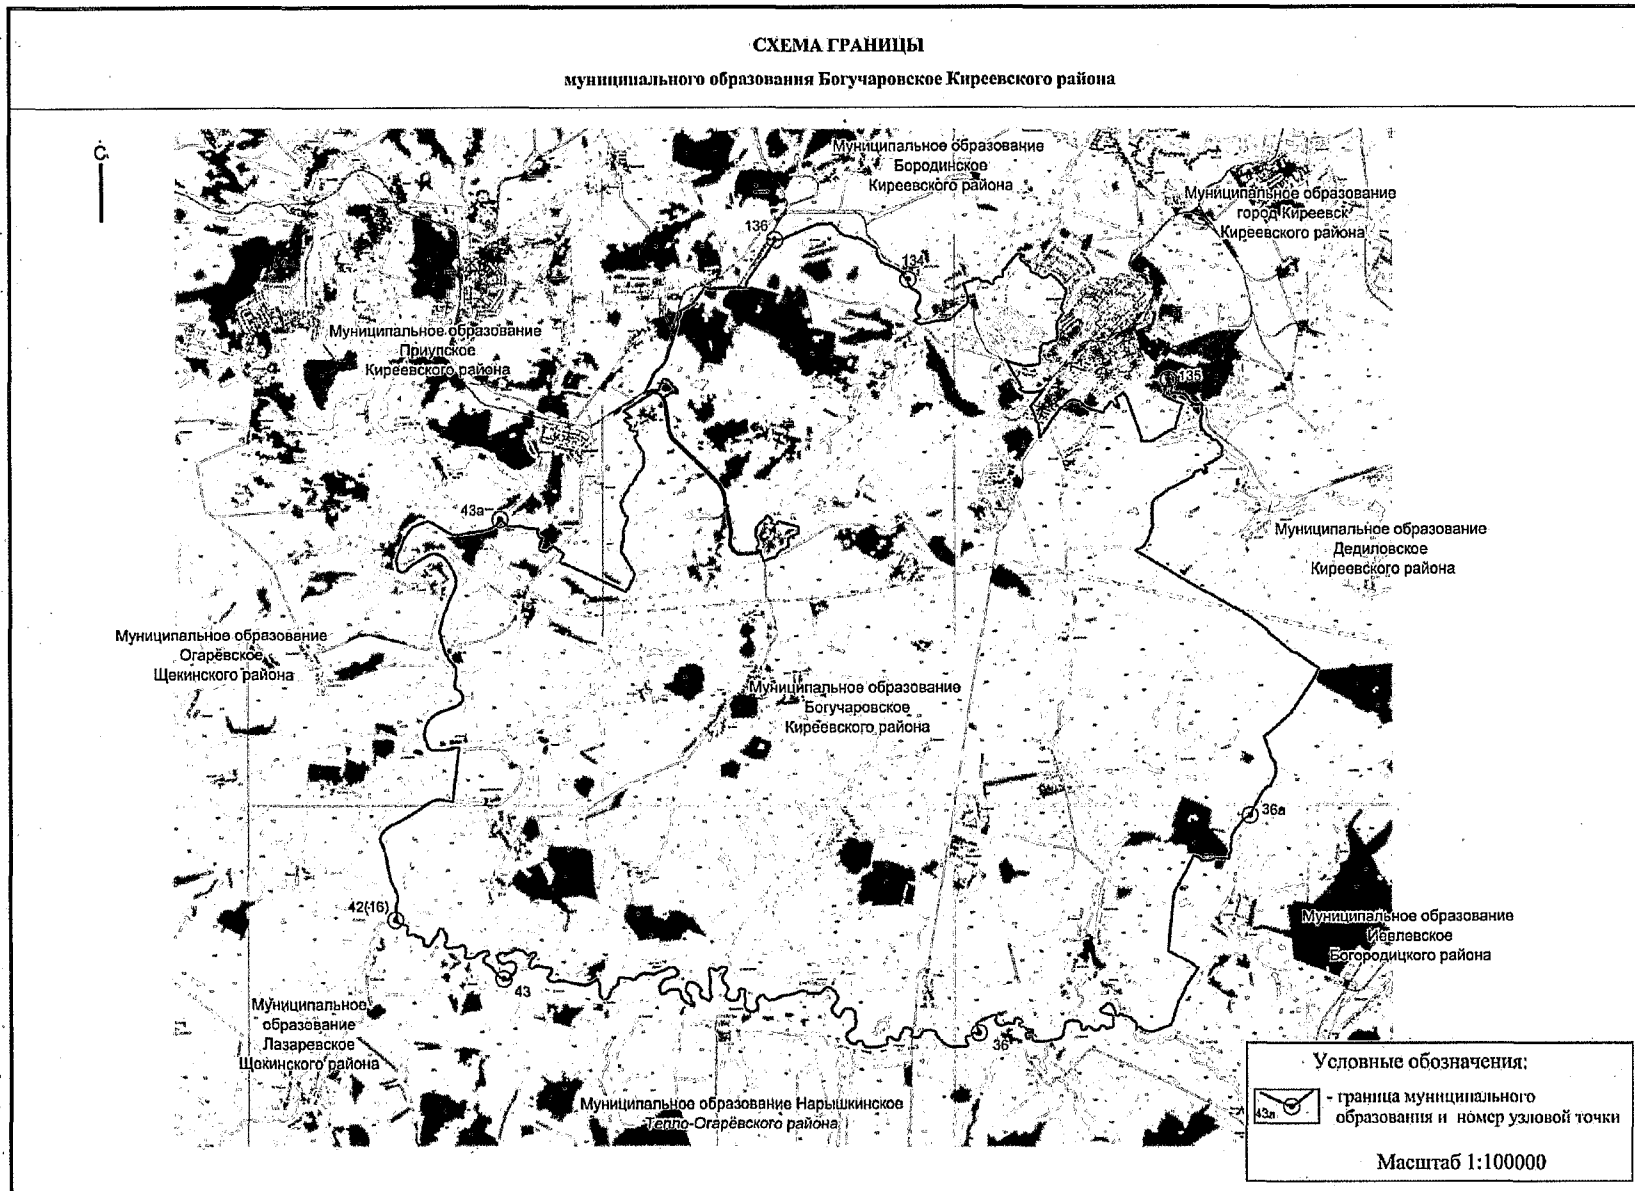 СХЕМА ГРАНИЦЫ
муниципального образования Богучаровское Киреевского района
С
Муниципальное образование
Бородинское
Киреевского района
Муниципальное образование
город Киреевск
Киреевского района
136
134
Муниципальное образование
Приупское
Киреевского района
135
43а
Муниципальное образование
Дедиловское
Киреевского района
Муниципальное образование
Огарёвское
Щекинского района
Муниципальное образование
Богучаровское
Киреевского района
36а
42(16)
Муниципальное образование
Иевлевское
Богородицкого района
43
Муниципальное
образование
Лазаревское
Щекинского района
36
Муниципальное образование Нарышкинское
Тепло-Огарёвского района
Условные обозначения:
43а
- граница муниципального
образования и номер узловой точки
Масштаб 1:100000